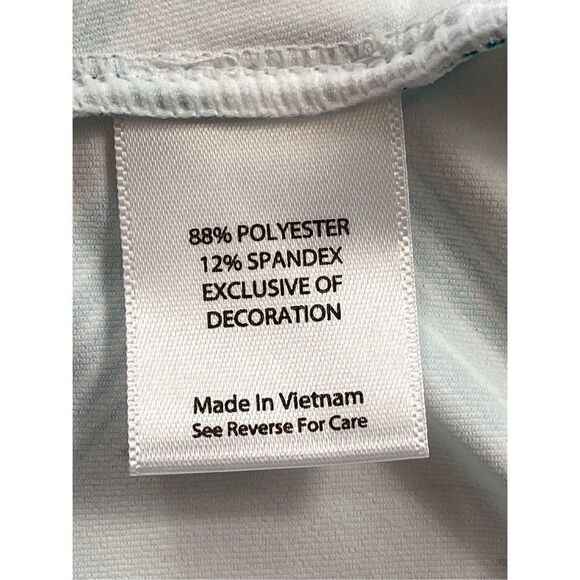 88% POLYESTER
12% SPANDEX
EXCLUSIVE OF
DECORATION
Made In Vietnam
See Reverse For Care